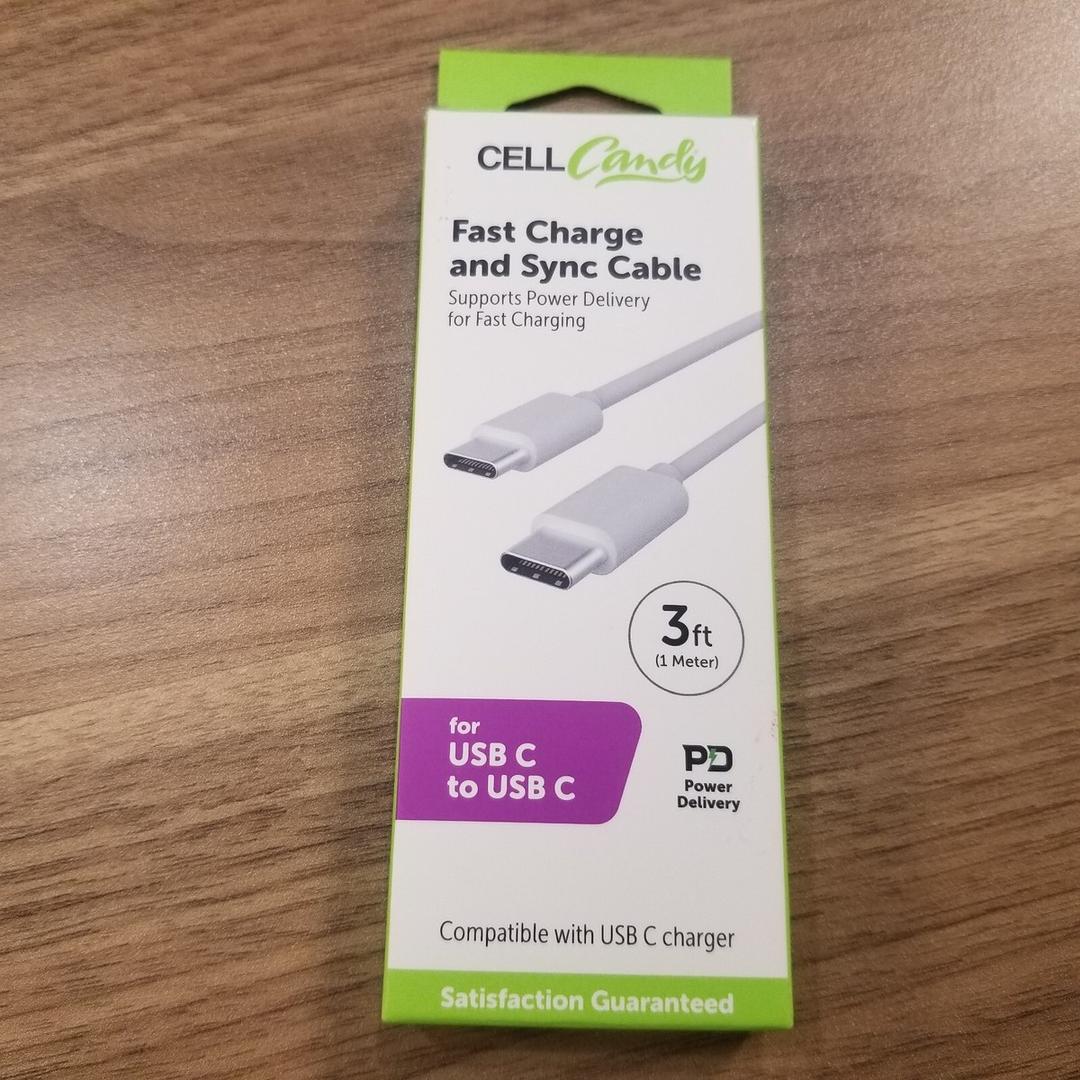 CELL Candy
Fast Charge
and Sync Cable
Supports Power Delivery
for Fast Charging
3ft
(1 Meter)
for
USB C
to USB C
PD
Power
Delivery
Compatible with USB C charger
Satisfaction Guaranteed